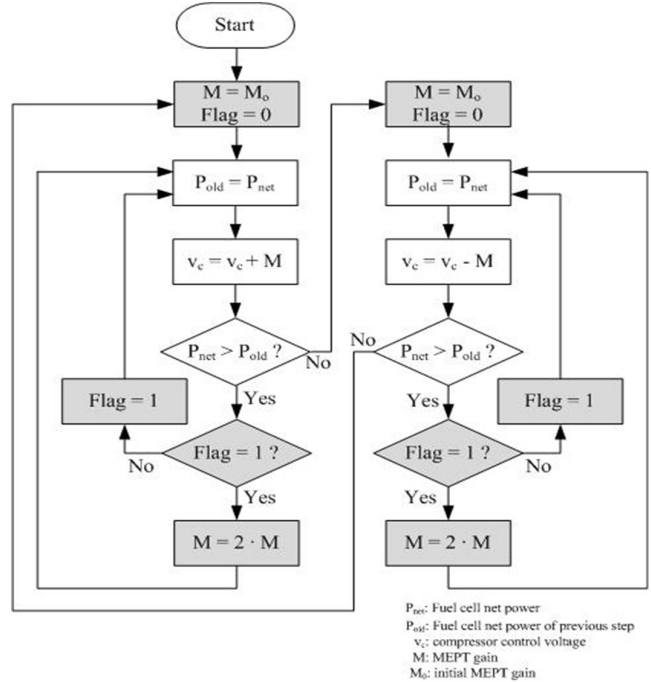 Start
M = Mo
Flag = 0
Pold = Pnet
vc = vc + M
Pnet > Pold ?
No
Yes
Flag = 1
Flag = 1 ?
No
Yes
M = 2 · M
M = Mo
Flag = 0
Pold = Pnet
vc = vc - M
No
Pnet > Pold ?
Yes
Flag = 1
Flag = 1 ?
No
Yes
M = 2 · M
Pnet: Fuel cell net power
Pold: Fuel cell net power of previous step
vc: compressor control voltage
M: MEPT gain
Mo: initial MEPT gain